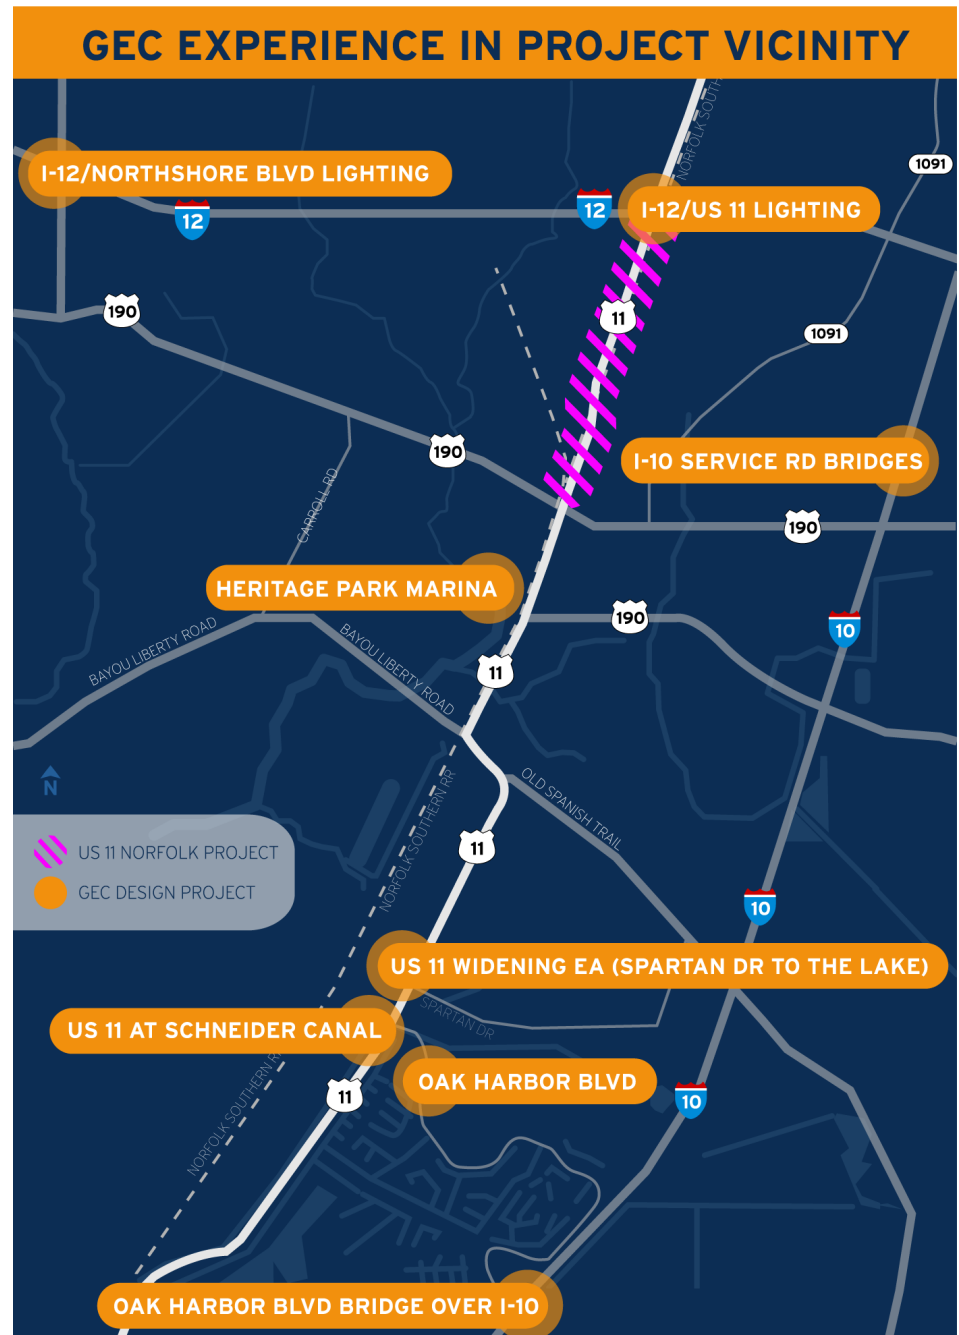 GEC EXPERIENCE IN PROJECT VICINITY
NORFOLK SOUTH
1091
I-12/NORTHSHORE BLVD LIGHTING
12
12
I-12/US 11 LIGHTING
190
11
1091
190
I-10 SERVICE RD BRIDGES
CARROLL RD
190
HERITAGE PARK MARINA
190
10
BAYOU LIBERTY ROAD
BAYOU LIBERTY ROAD
11
N
OLD SPANISH TRAIL
NORFOLK SOUTHERN RR
11
US 11 NORFOLK PROJECT
GEC DESIGN PROJECT
10
US 11 WIDENING EA (SPARTAN DR TO THE LAKE)
SPARTAN DR
US 11 AT SCHNEIDER CANAL
OAK HARBOR BLVD
11
10
NORFOLK SOUTHERN R
OAK HARBOR BLVD BRIDGE OVER I-10